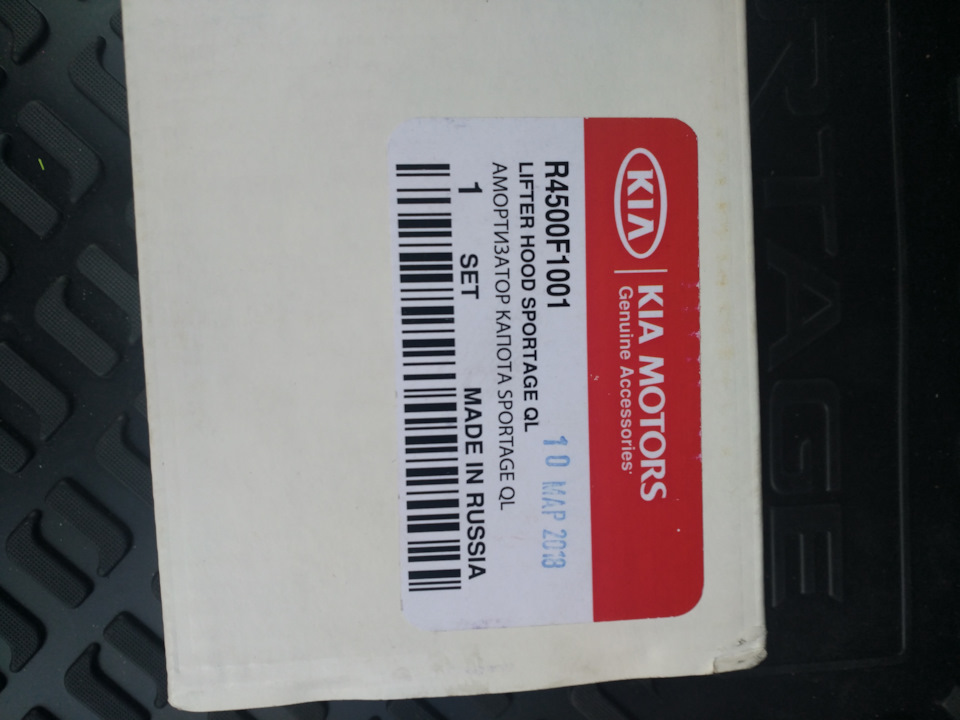 KIA
KIA MOTORS
Genuine Accessories
R4500F1001
10 МАР 2018
LIFTER HOOD SPORTAGE QL
АМОРТИЗАТОР КАПОТА SPORTAGE QL
1 SET MADE IN RUSSIA
RTAGE